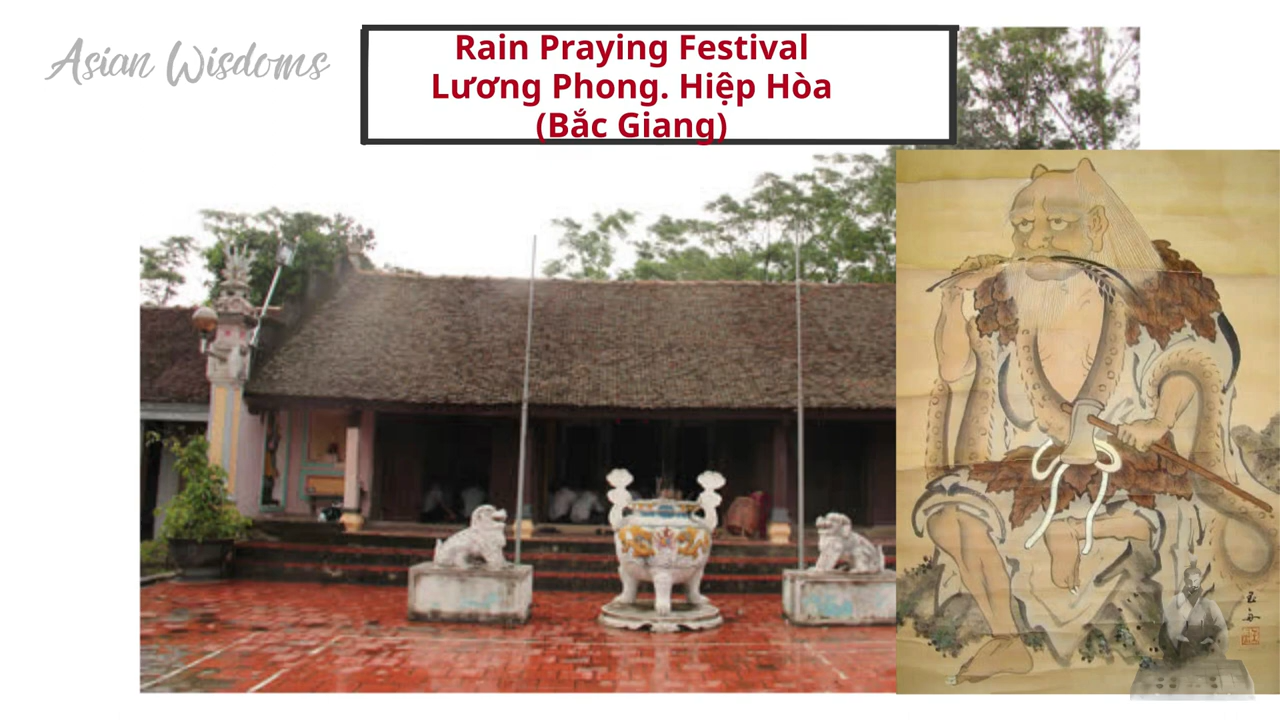 Asian Wisdoms
Rain Praying Festival
Lương Phong. Hiệp Hòa
(Bắc Giang)